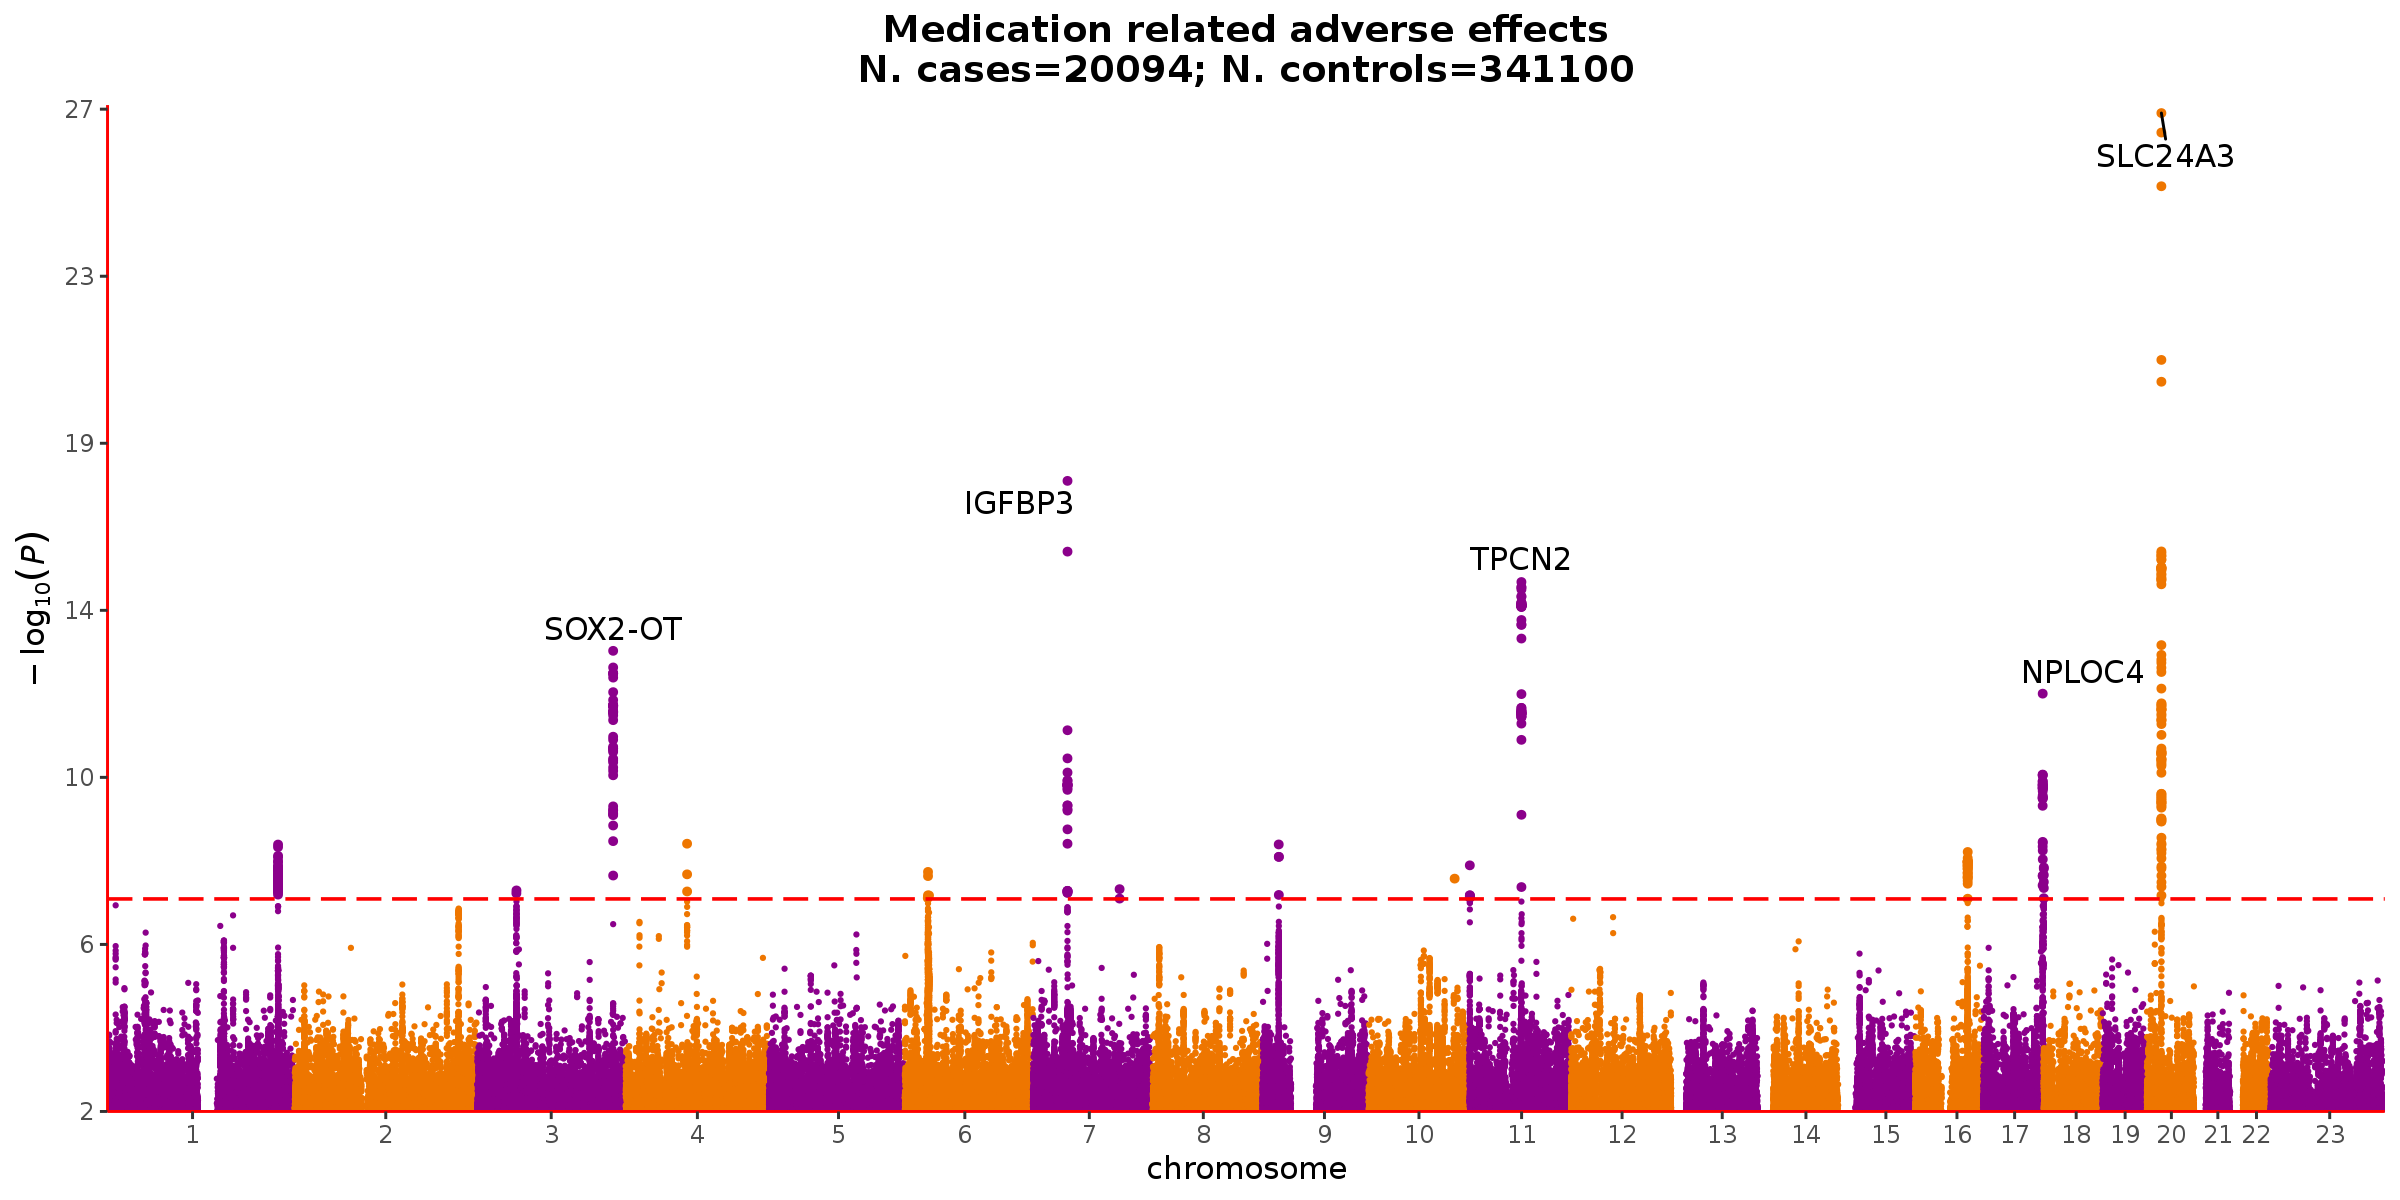 Medication related adverse effects
N. cases=20094; N. controls=341100
27
23
19
14
10
6
2
−log10(P)
SLC24A3
IGFBP3
TPCN2
SOX2-OT
NPLOC4
1 2 3 4 5 6 7 8 9 10 11 12 13 14 15 16 17 18 19 20 21 22 23
chromosome